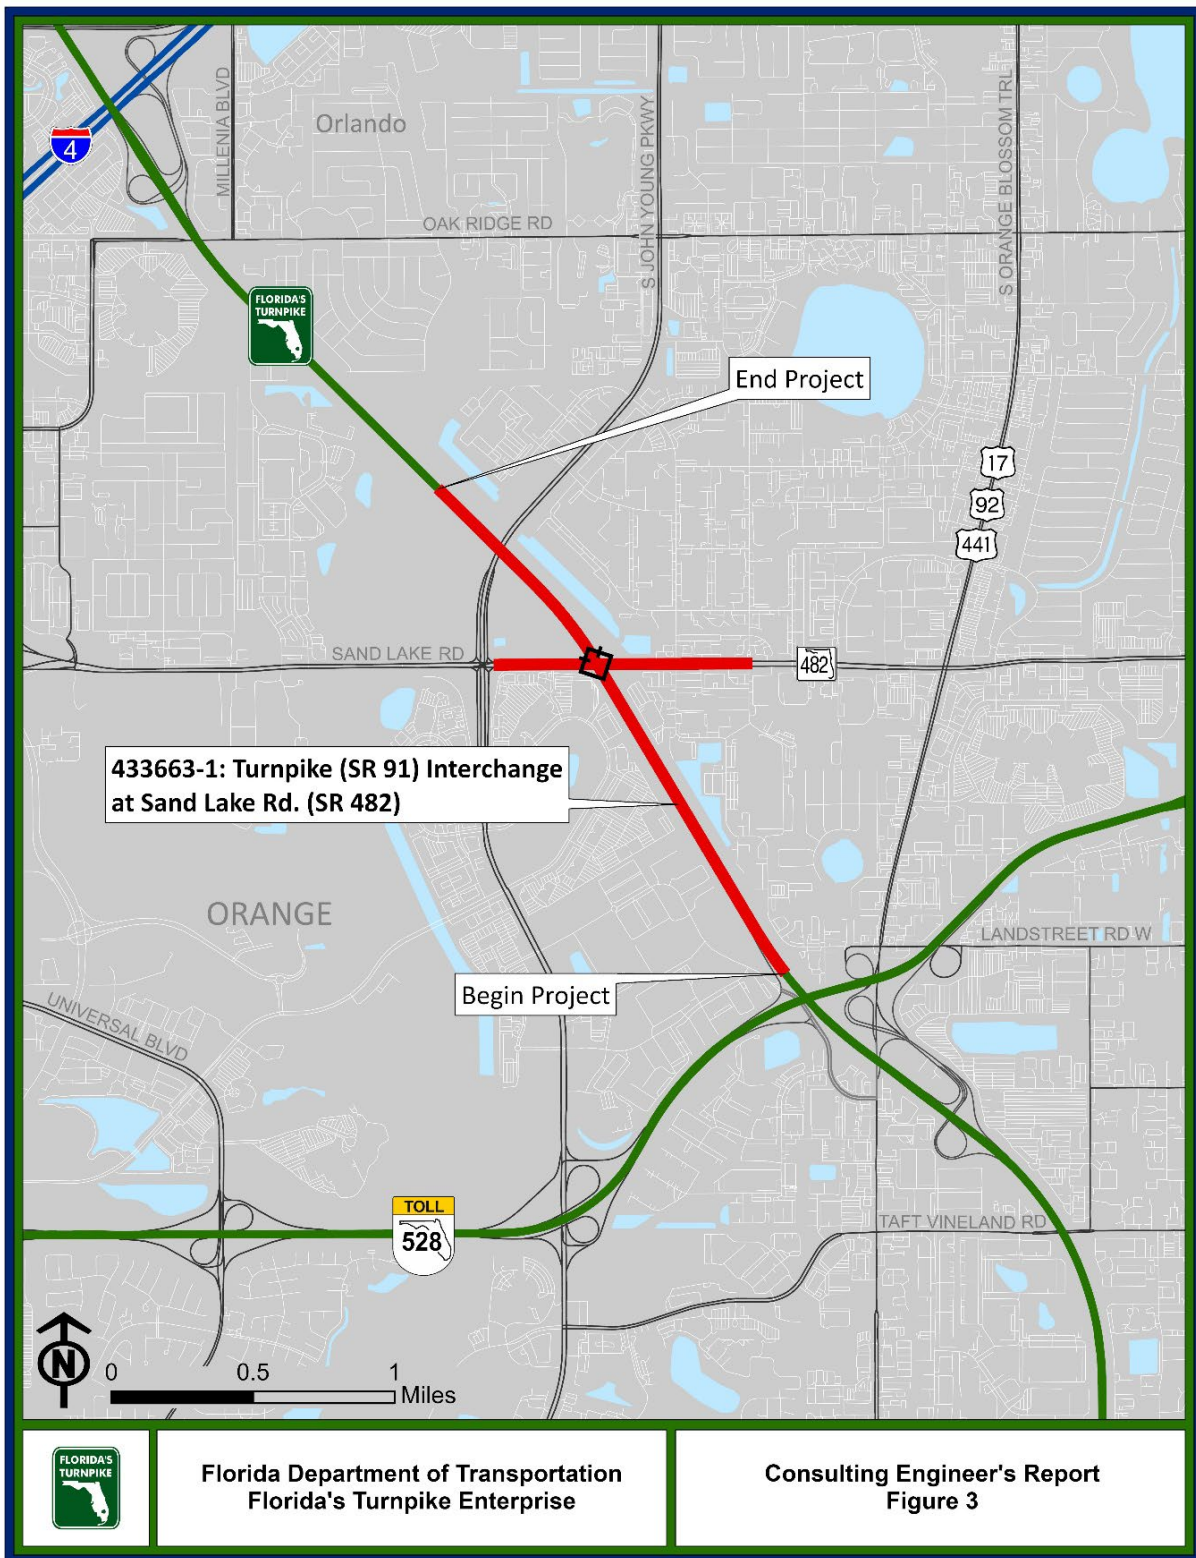 4
MILLENIA BLVD
Orlando
S JOHN YOUNG PKWY
S ORANGE BLOSSOM TRL
OAK RIDGE RD
FLORIDA'S
TURNPIKE
End Project
17
92
441
SAND LAKE RD
482
433663-1: Turnpike (SR 91) Interchange
at Sand Lake Rd. (SR 482)
ORANGE
LANDSTREET RD W
Begin Project
UNIVERSAL BLVD
TOLL
528
TAFT VINELAND RD
N
0 0.5 1
Miles
FLORIDA'S
TURNPIKE
Florida Department of Transportation
Florida's Turnpike Enterprise
Consulting Engineer's Report
Figure 3